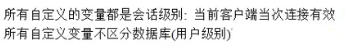 所有自定义的变量都是会话级别: 当前客户端当次连接有效
所有自定义变量不区分数据库(用户级别)